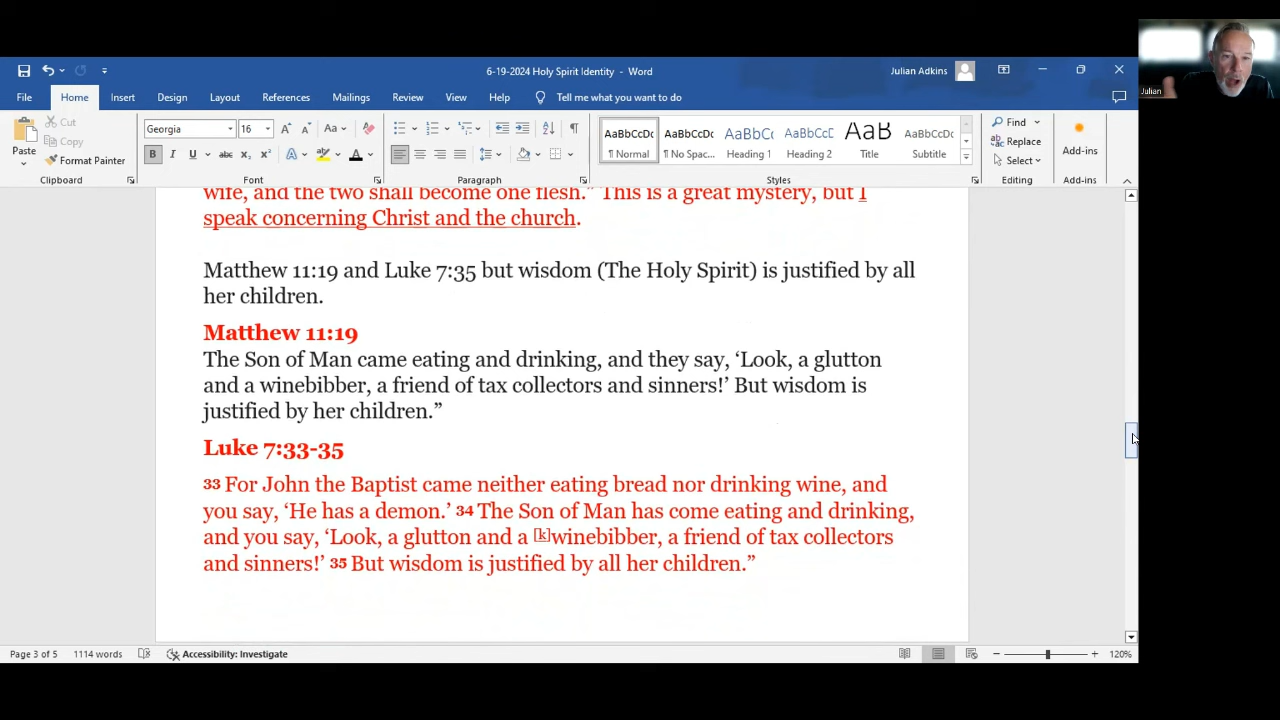 6-19-2024 Holy Spirit Identity - Word
Julian Adkins
Julian
File Home Insert Design Layout References Mailings Review View Help Tell me what you want to do
Paste
Cut
Copy
Format Painter
Clipboard
Georgia 16
Font
Paragraph
AaBbCcDc AaBbCcDc AaBbC AaBbCcC AaB AaBbCcD
¶ Normal ¶ No Spac... Heading 1 Heading 2 Title Subtitle
Styles
Find
Replace
Select
Editing
Add-ins
Add-ins
wife, and the two shall become one flesh.” This is a great mystery, but I
speak concerning Christ and the church.
Matthew 11:19 and Luke 7:35 but wisdom (The Holy Spirit) is justified by all
her children.
Matthew 11:19
The Son of Man came eating and drinking, and they say, ‘Look, a glutton
and a winebibber, a friend of tax collectors and sinners!’ But wisdom is
justified by her children.”
Luke 7:33-35
33 For John the Baptist came neither eating bread nor drinking wine, and
you say, ‘He has a demon.’ 34 The Son of Man has come eating and drinking,
and you say, ‘Look, a glutton and a [k]winebibber, a friend of tax collectors
and sinners!’ 35 But wisdom is justified by all her children.”
Page 3 of 5 1114 words Accessibility: Investigate 120%